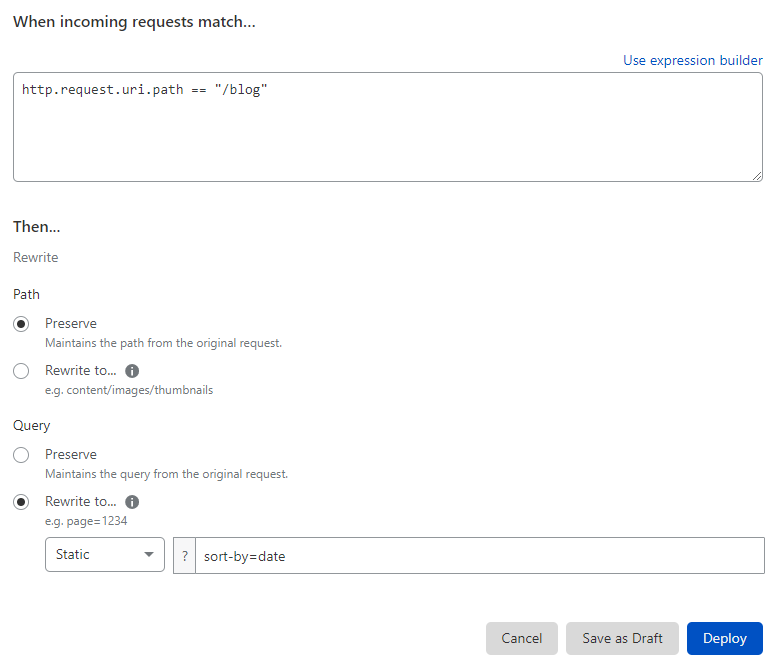 When incoming requests match...
Use expression builder
http.request.uri.path == "/blog"
Then...
Rewrite
Path
Preserve
Maintains the path from the original request.
Rewrite to...
e.g. content/images/thumbnails
Query
Preserve
Maintains the query from the original request.
Rewrite to...
e.g. page=1234
Static ? sort-by=date
Cancel Save as Draft Deploy